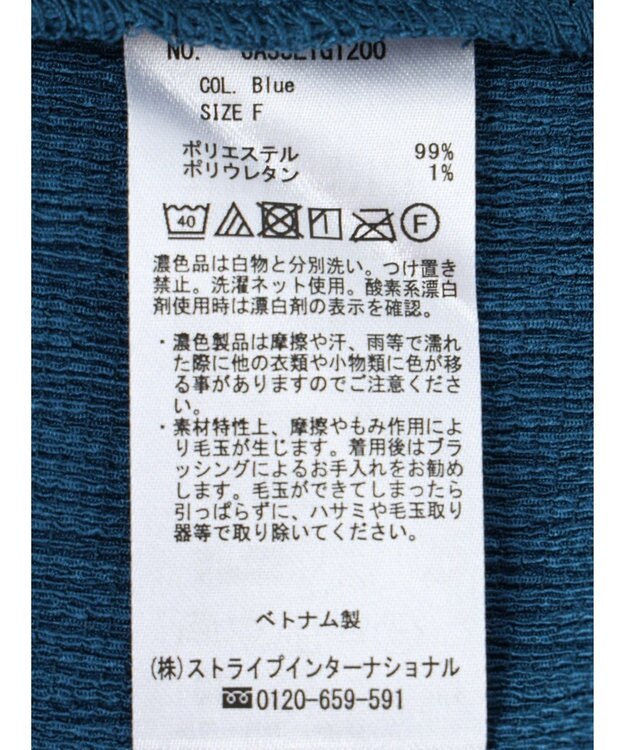 NO.
COL. Blue
SIZE F
ポリエステル 99%
ポリウレタン 1%
40 F
濃色品は白物と分別洗い。つけ置き
禁止。洗濯ネット使用。酸素系漂白
剤使用時は漂白剤の表示を確認。
・濃色製品は摩擦や汗、雨等で濡れ
た際に他の衣類や小物類に色が移
る事がありますのでご注意くださ
い。
・素材特性上、摩擦やもみ作用によ
り毛玉が生じます。着用後はブラ
ッシングによるお手入れをお勧め
します。毛玉ができてしまったら
引っぱらずに、ハサミや毛玉取り
器等で取り除いてください。
ベトナム製
(株)ストライプインターナショナル
0120-659-591